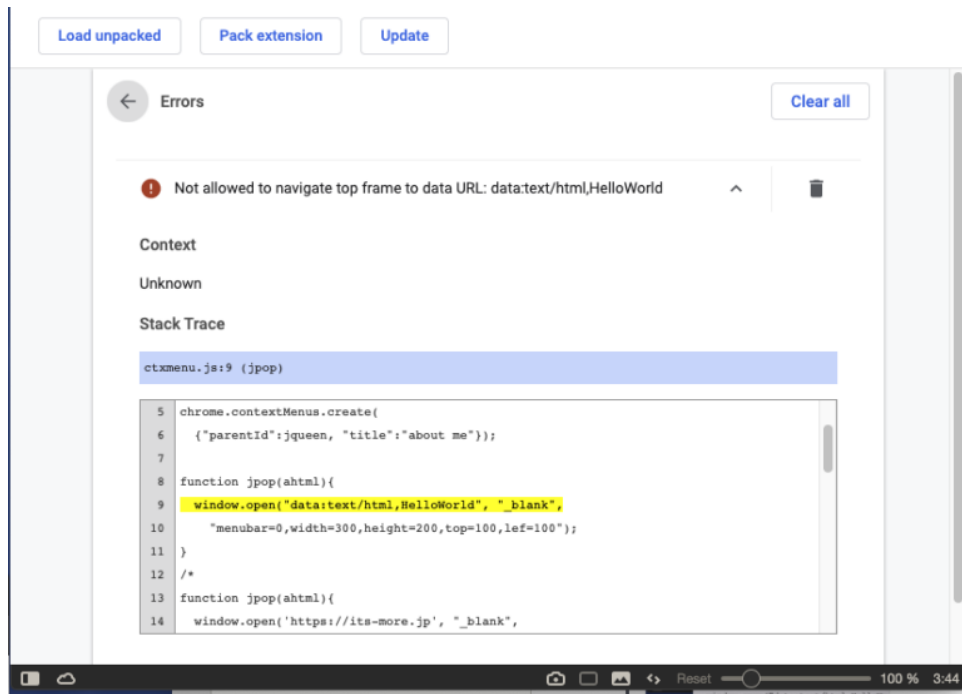 Load unpacked Pack extension Update
Errors Clear all
Not allowed to navigate top frame to data URL: data:text/html,HelloWorld
Context
Unknown
Stack Trace
ctxmenu.js:9 (jpop)
5 chrome.contextMenus.create(
6 {"parentId":jqueen, "title":"about me"});
7
8 function jpop(ahtml){
9 window.open("data:text/html,HelloWorld", "_blank",
10 "menubar=0,width=300,height=200,top=100,lef=100");
11 }
12 /*
13 function jpop(ahtml){
14 window.open('https://its-more.jp', "_blank",
Reset 100 % 3:44